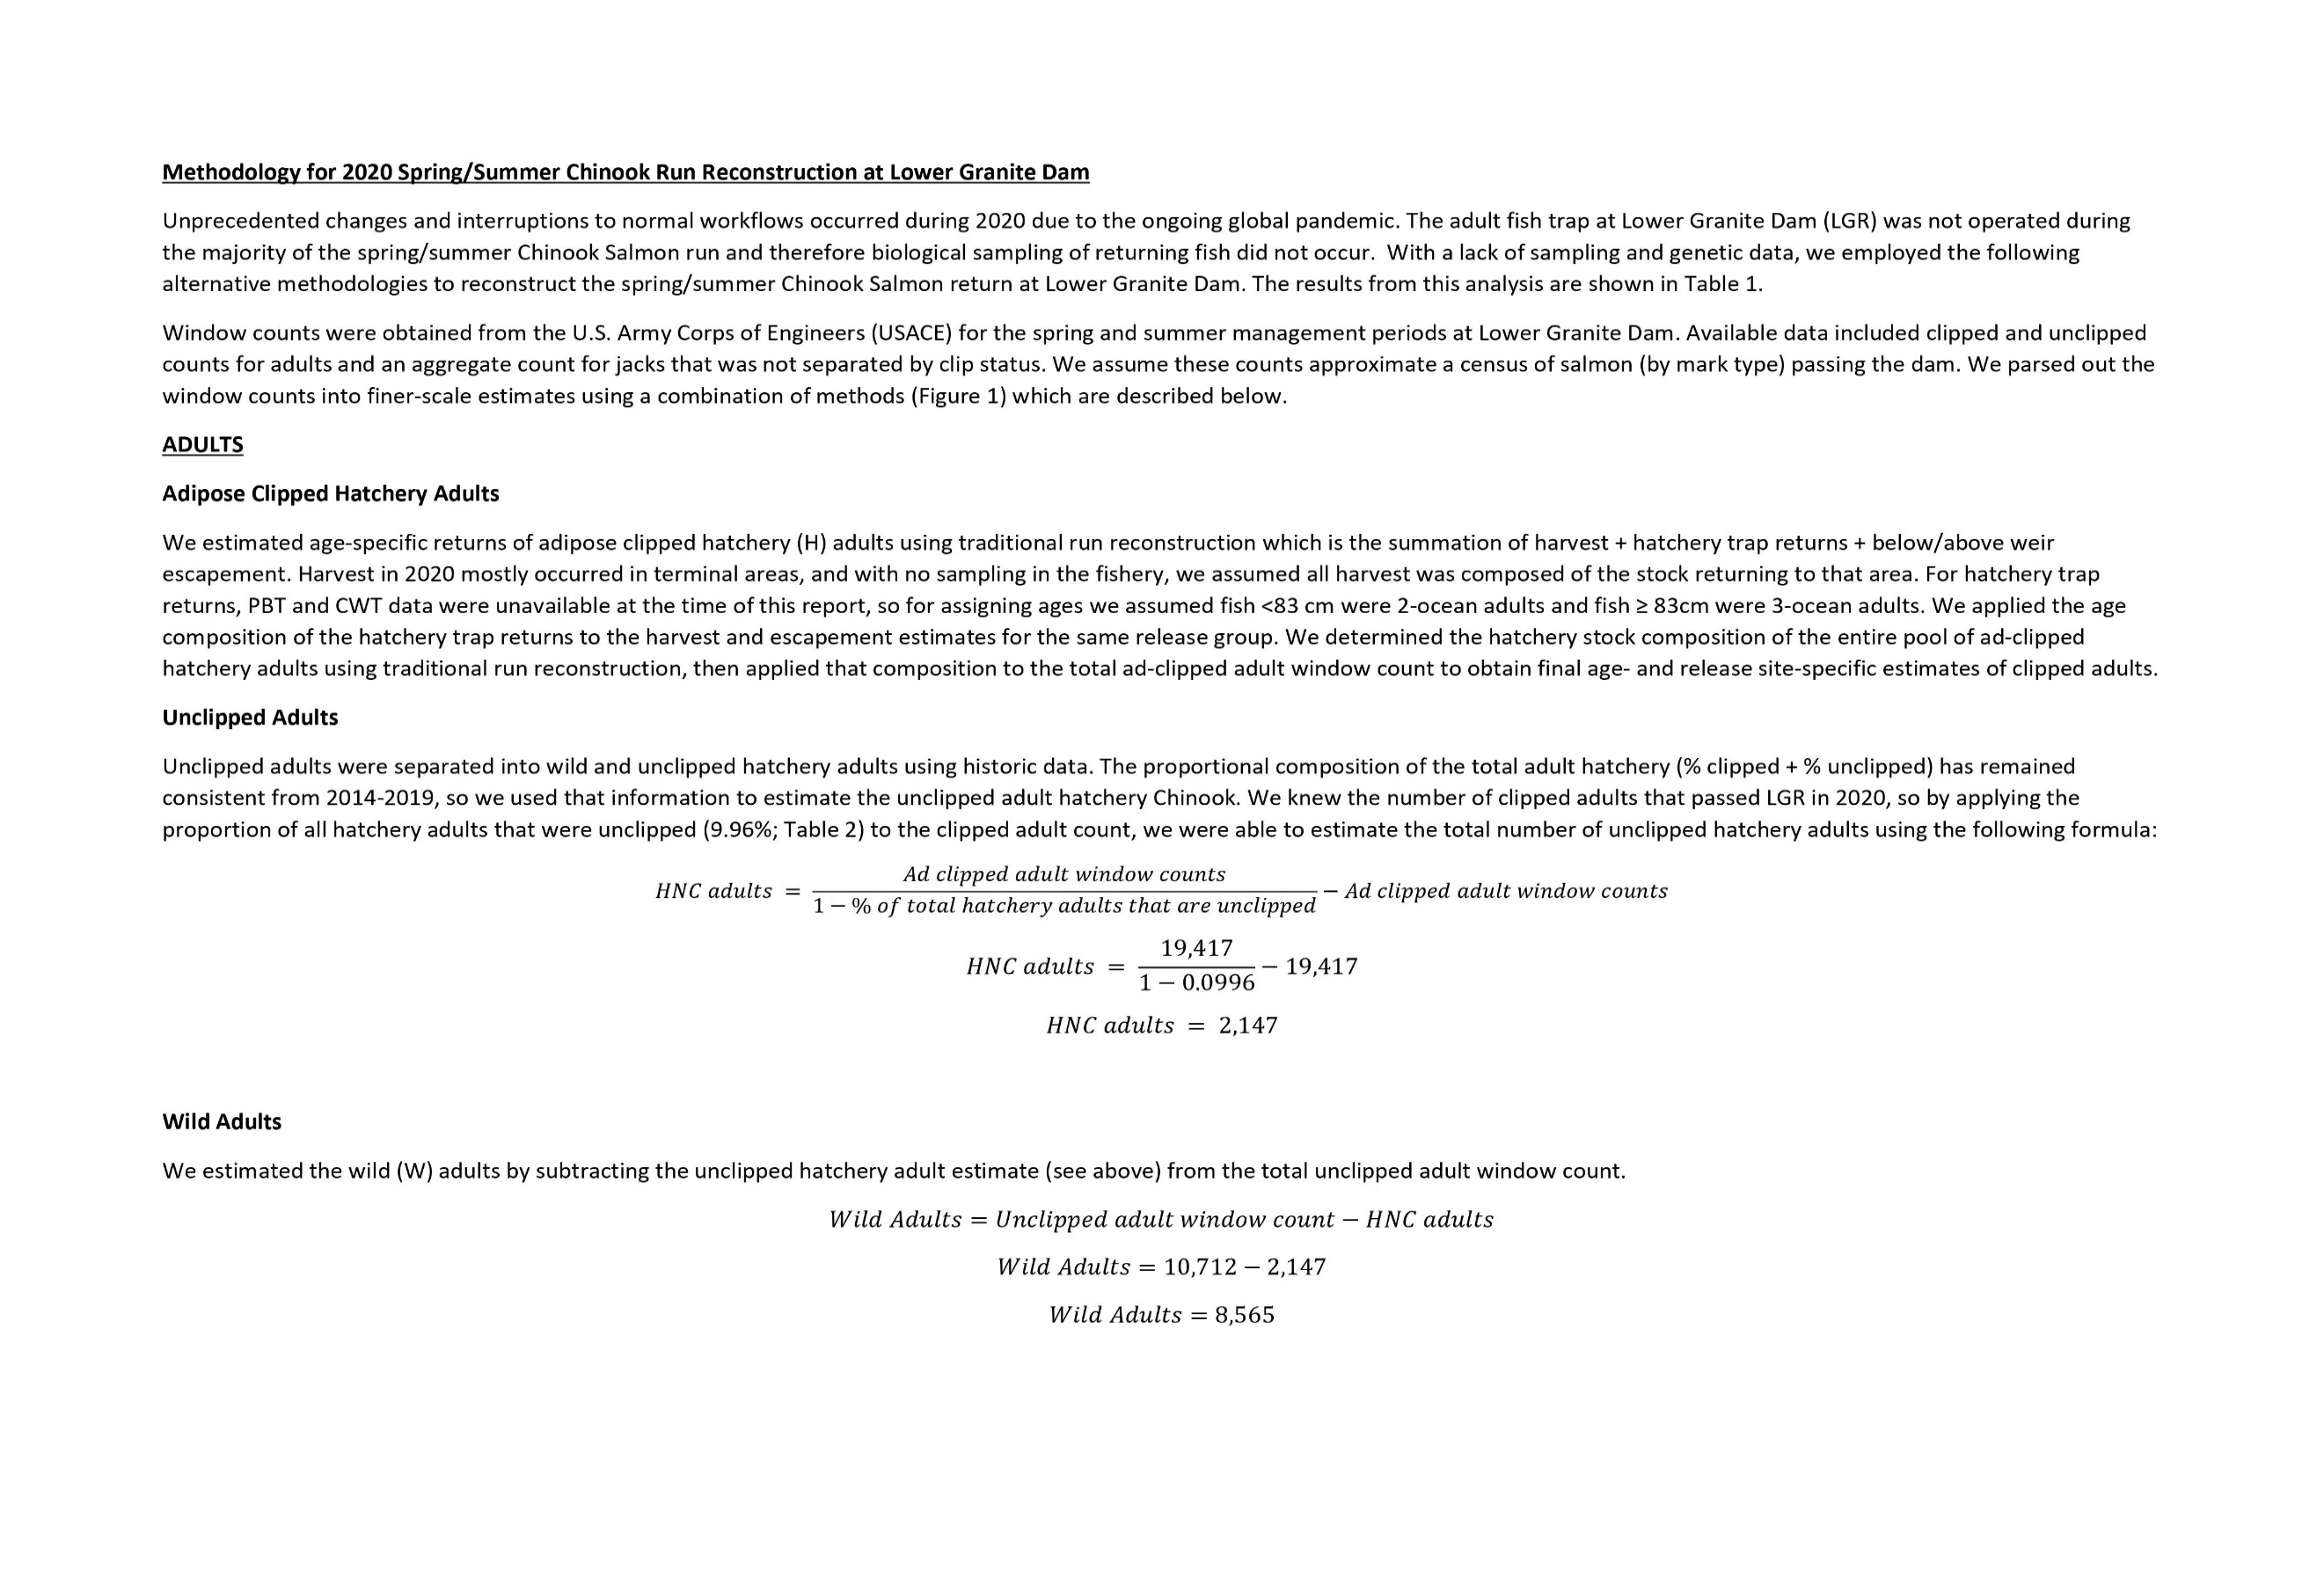 Methodology for 2020 Spring/Summer Chinook Run Reconstruction at Lower Granite Dam
Unprecedented changes and interruptions to normal workflows occurred during 2020 due to the ongoing global pandemic. The adult fish trap at Lower Granite Dam (LGR) was not operated during
the majority of the spring/summer Chinook Salmon run and therefore biological sampling of returning fish did not occur.  With a lack of sampling and genetic data, we employed the following
alternative methodologies to reconstruct the spring/summer Chinook Salmon return at Lower Granite Dam. The results from this analysis are shown in Table 1.
Window counts were obtained from the U.S. Army Corps of Engineers (USACE) for the spring and summer management periods at Lower Granite Dam. Available data included clipped and unclipped
counts for adults and an aggregate count for jacks that was not separated by clip status. We assume these counts approximate a census of salmon (by mark type) passing the dam. We parsed out the
window counts into finer-scale estimates using a combination of methods (Figure 1) which are described below.
ADULTS
Adipose Clipped Hatchery Adults
We estimated age-specific returns of adipose clipped hatchery (H) adults using traditional run reconstruction which is the summation of harvest + hatchery trap returns + below/above weir
escapement. Harvest in 2020 mostly occurred in terminal areas, and with no sampling in the fishery, we assumed all harvest was composed of the stock returning to that area. For hatchery trap
returns, PBT and CWT data were unavailable at the time of this report, so for assigning ages we assumed fish <83 cm were 2-ocean adults and fish ≥ 83cm were 3-ocean adults. We applied the age
composition of the hatchery trap returns to the harvest and escapement estimates for the same release group. We determined the hatchery stock composition of the entire pool of ad-clipped
hatchery adults using traditional run reconstruction, then applied that composition to the total ad-clipped adult window count to obtain final age- and release site-specific estimates of clipped adults.
Unclipped Adults
Unclipped adults were separated into wild and unclipped hatchery adults using historic data. The proportional composition of the total adult hatchery (% clipped + % unclipped) has remained
consistent from 2014-2019, so we used that information to estimate the unclipped adult hatchery Chinook. We knew the number of clipped adults that passed LGR in 2020, so by applying the
proportion of all hatchery adults that were unclipped (9.96%; Table 2) to the clipped adult count, we were able to estimate the total number of unclipped hatchery adults using the following formula:
Ad clipped adult window counts
HNC adults = − Ad clipped adult window counts
1 − % of total hatchery adults that are unclipped
19,417
HNC adults = − 19,417
1 − 0.0996
HNC adults = 2,147
Wild Adults
We estimated the wild (W) adults by subtracting the unclipped hatchery adult estimate (see above) from the total unclipped adult window count.
Wild Adults = Unclipped adult window count − HNC adults
Wild Adults = 10,712 − 2,147
Wild Adults = 8,565